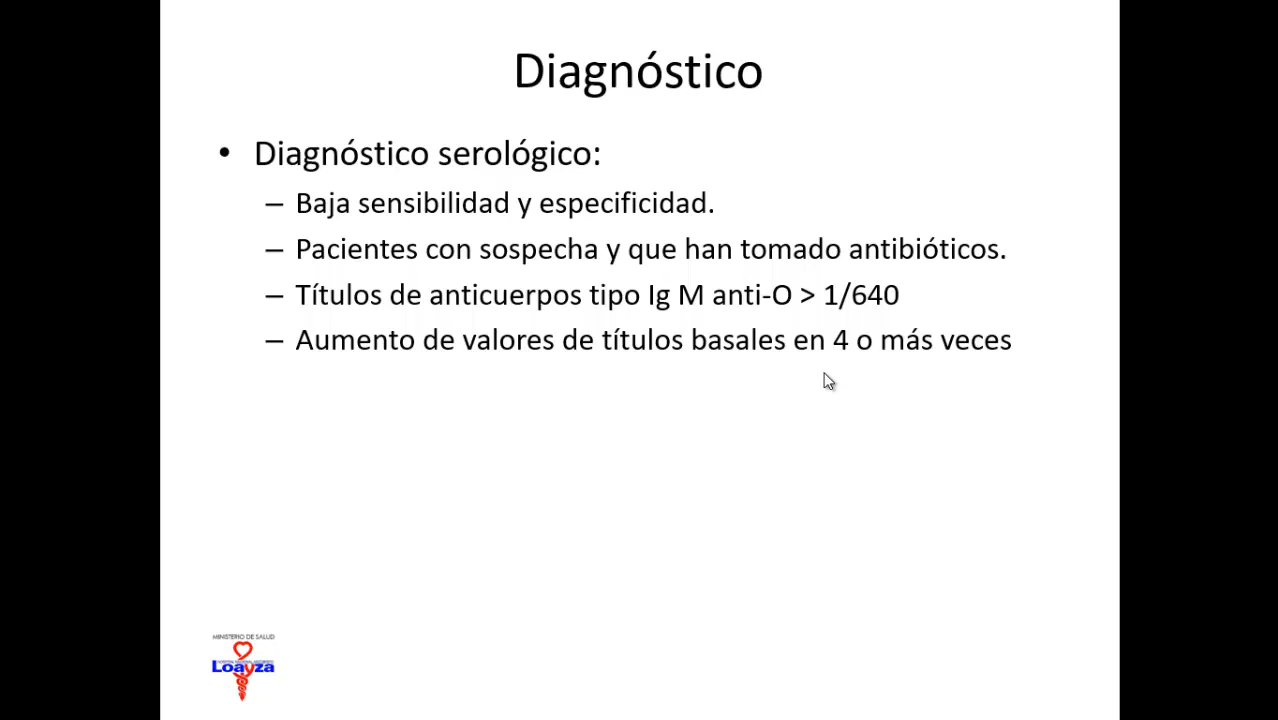 Diagnóstico
• Diagnóstico serológico:
– Baja sensibilidad y especificidad.
– Pacientes con sospecha y que han tomado antibióticos.
– Títulos de anticuerpos tipo Ig M anti-O > 1/640
– Aumento de valores de títulos basales en 4 o más veces
MINISTERIO DE SALUD
Loayza